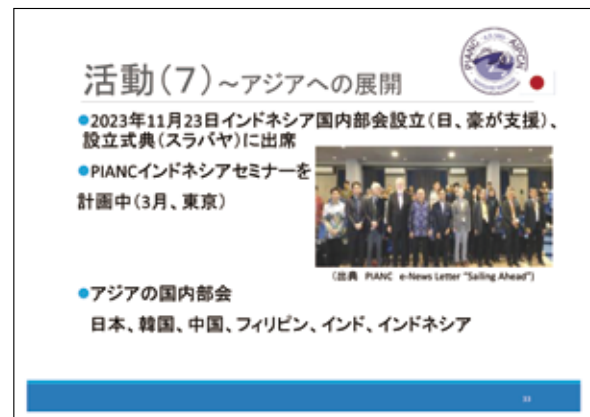 活動(7)~アジアへの展開
PIANC AIPCN
●2023年11月23日インドネシア国内部会設立(日、豪が支援)、
設立式典(スラバヤ)に出席
●PIANCインドネシアセミナーを
計画中(3月、東京)
(出典 PIANC e-News Letter "Sailing Ahead")
●アジアの国内部会
日本、韓国、中国、フィリピン、インド、インドネシア
33